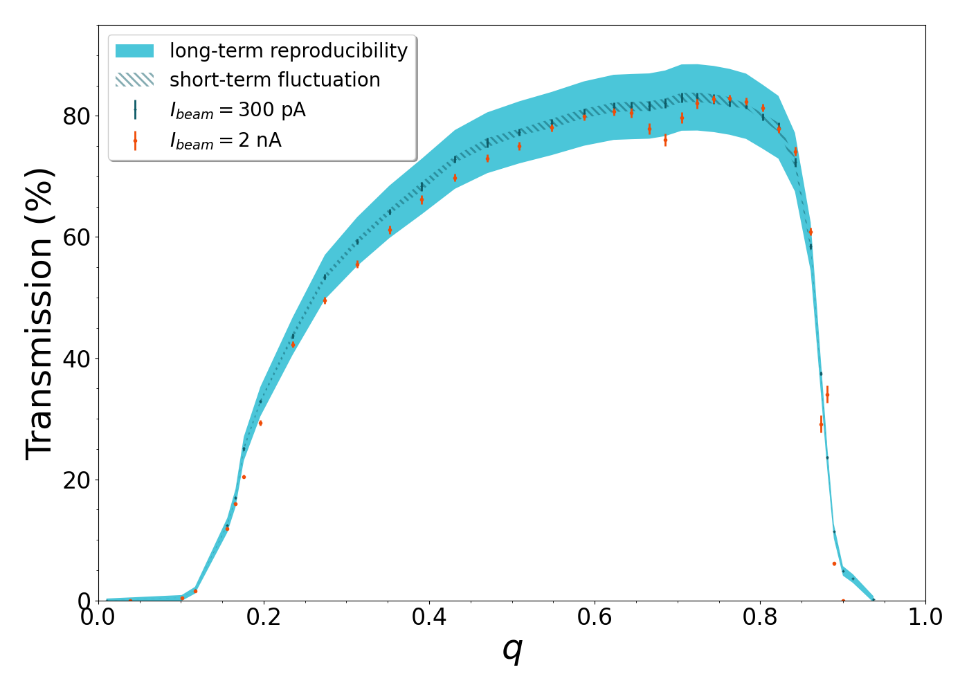 long-term reproducibility
short-term fluctuation
I_beam = 300 pA
I_beam = 2 nA
Transmission (%)
80
60
40
20
0
0.0 0.2 0.4 0.6 0.8 1.0
q